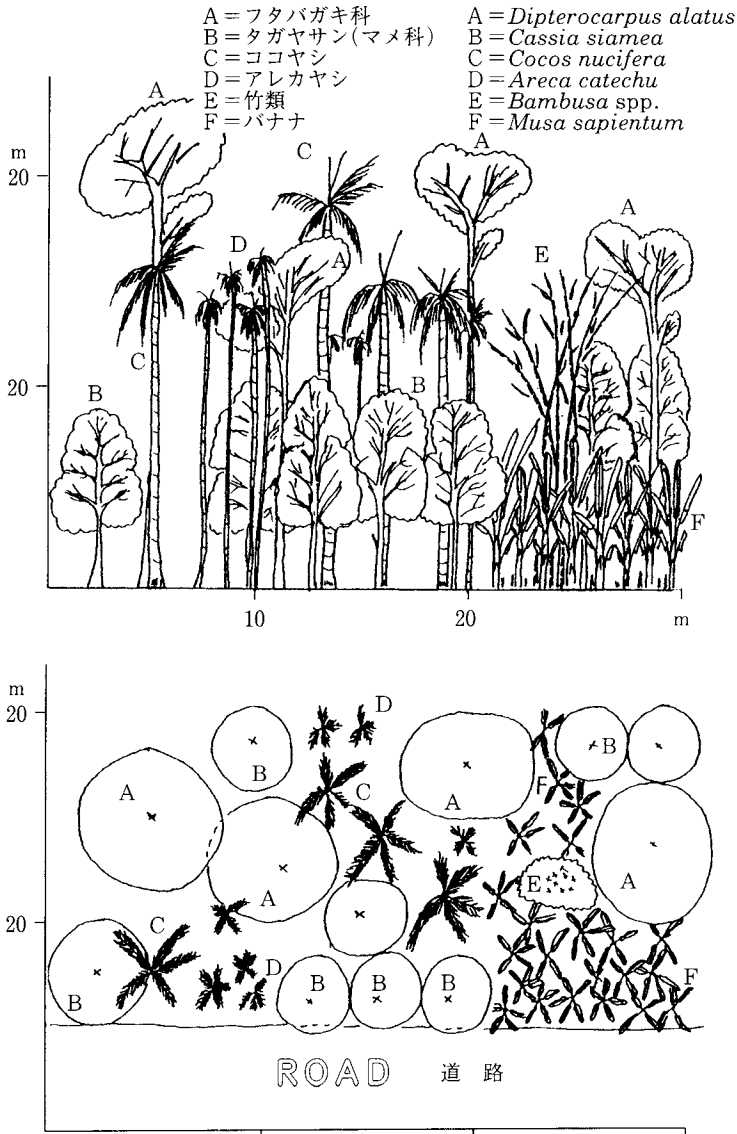 A=フタバガキ科
B=タガヤサン(マメ科)
C=ココヤシ
D=アレカヤシ
E=竹類
F=バナナ
A=Dipterocarpus alatus
B=Cassia siamea
C=Cocos nucifera
D=Areca catechu
E=Bambusa spp.
F=Musa sapientum
m
A
C
A
20
A
D
E
A
C
20
B
B
F
10
20
m
m
20
D
B
B
A
C
F
A
E
A
A
20
C
D
F
B
B
B
B
ROAD 道路